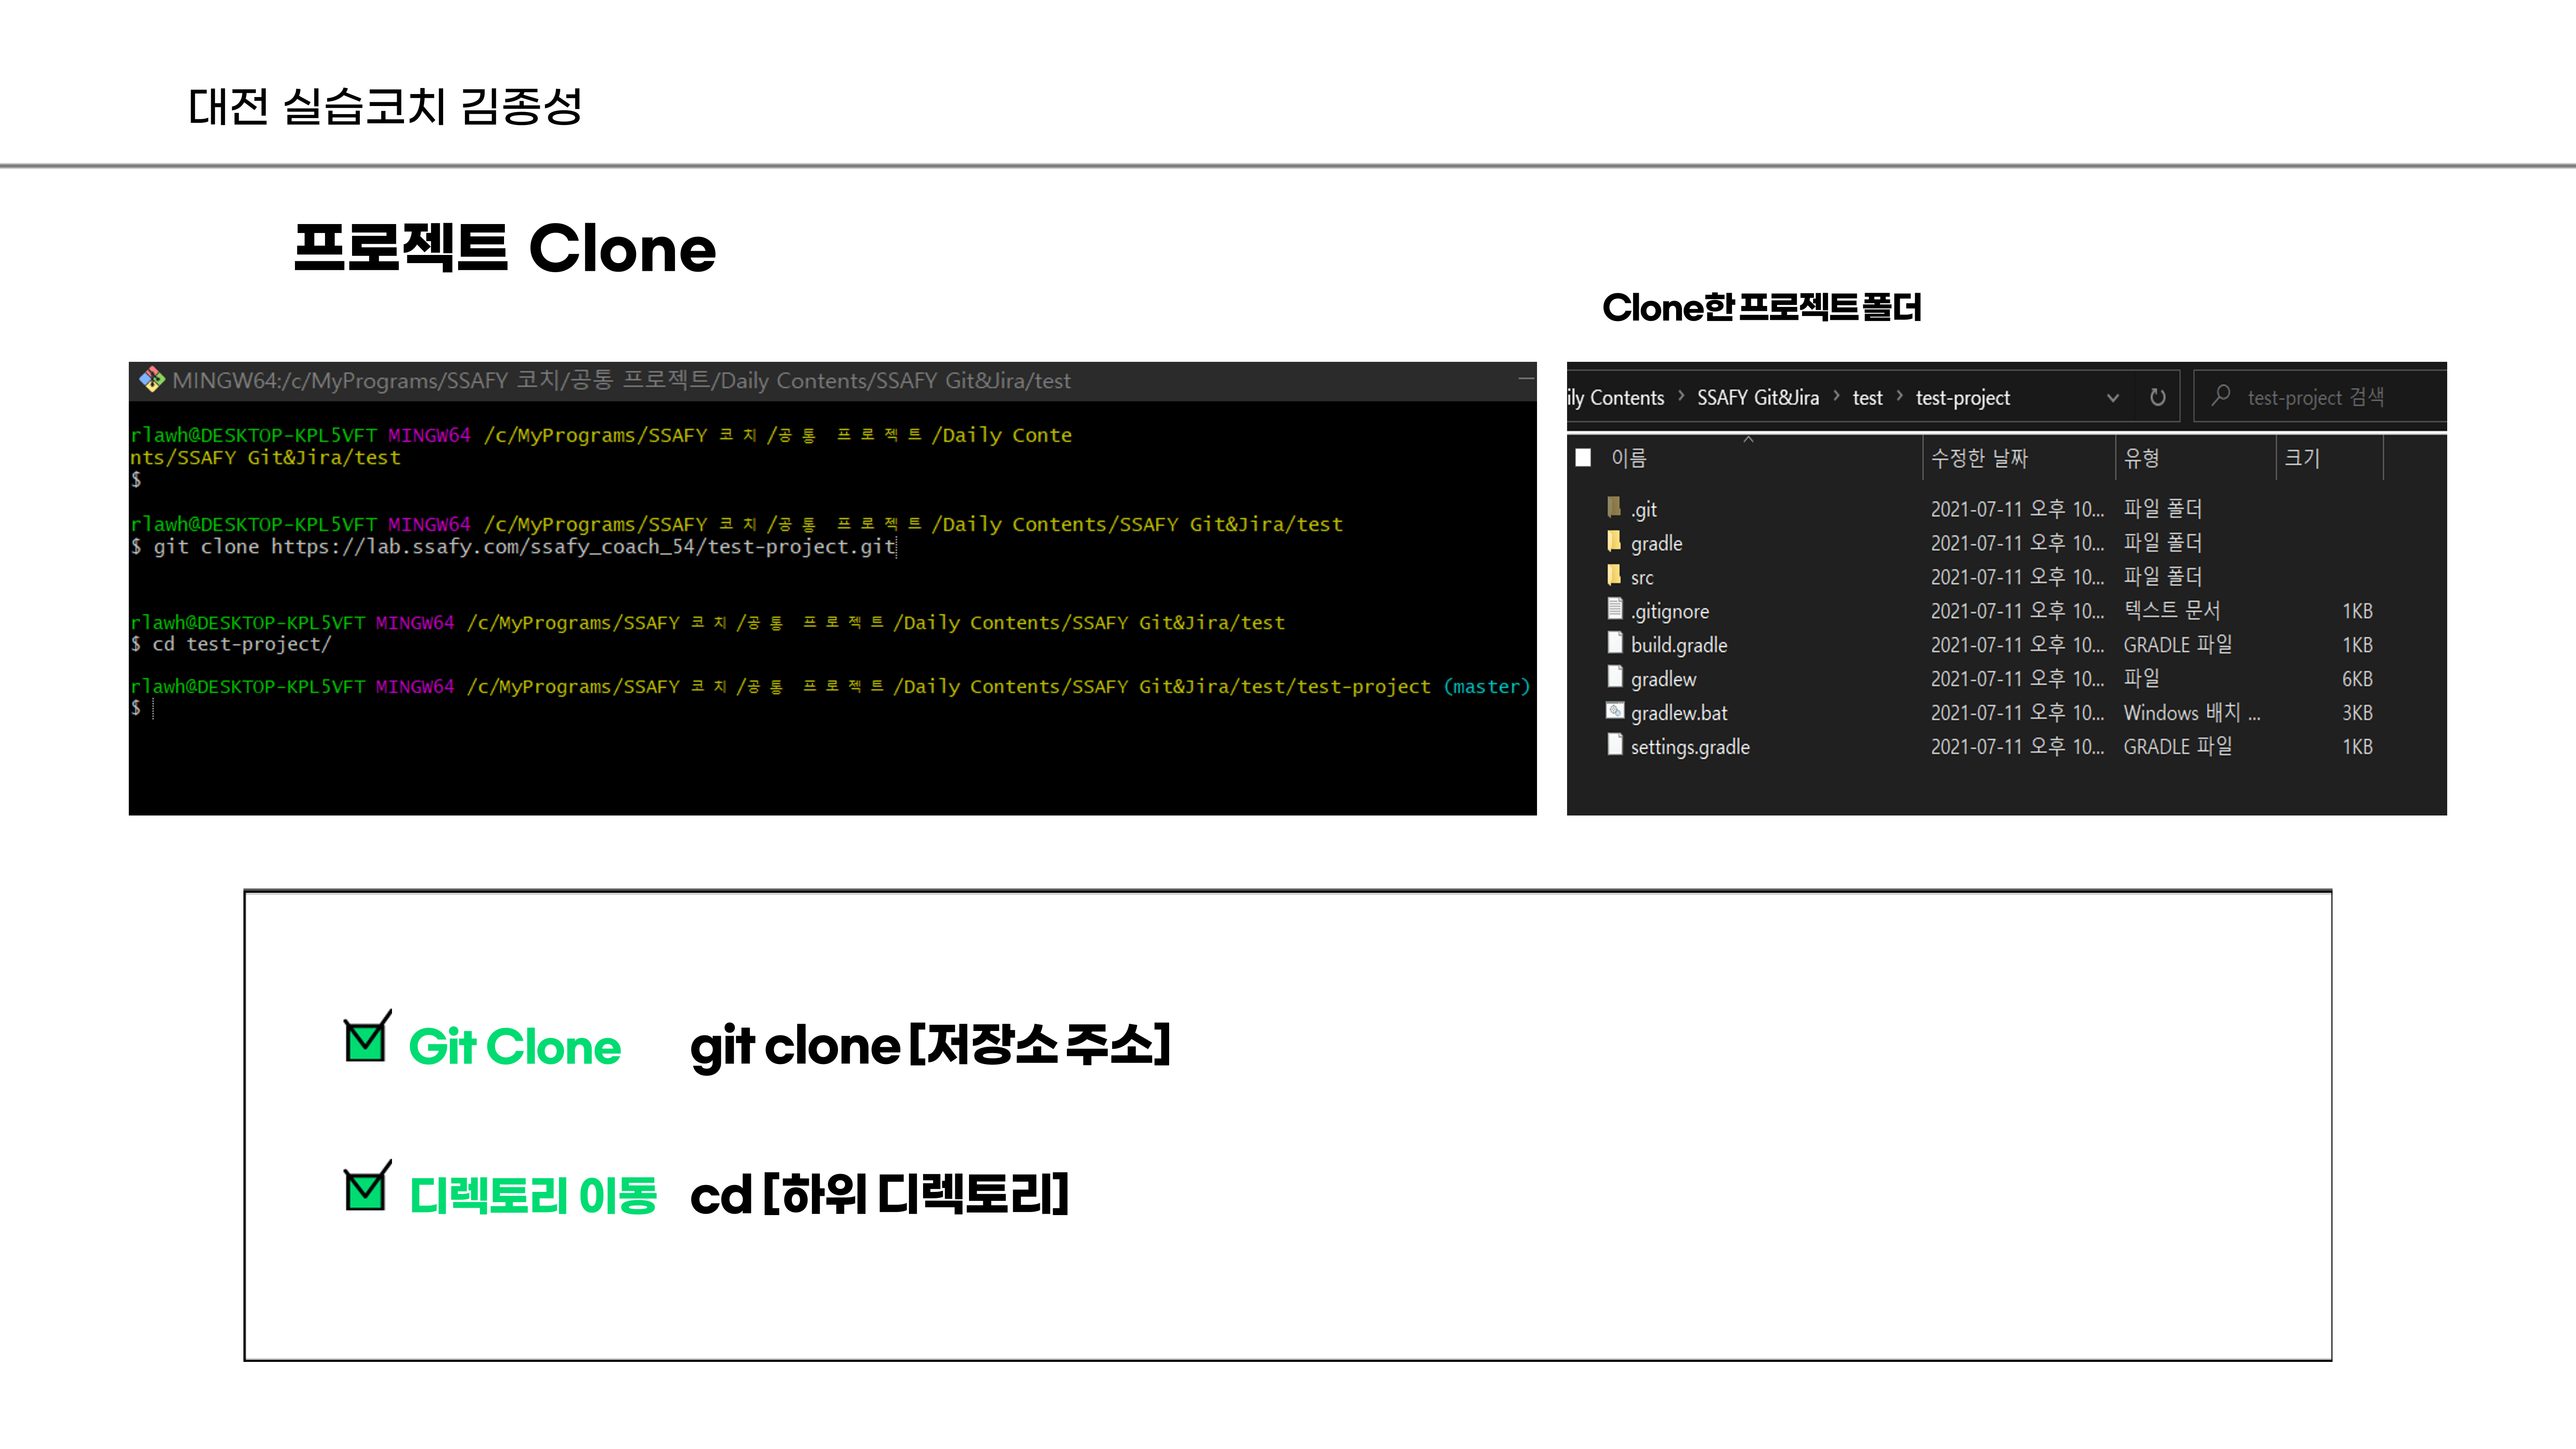 대전 실습코치 김종성
프로젝트 Clone
Clone한 프로젝트 폴더
MINGW64:/c/MyPrograms/SSAFY 코치/공통 프로젝트/Daily Contents/SSAFY Git&Jira/test
rlawh@DESKTOP-KPL5VFT MINGW64 /c/MyPrograms/SSAFY 코치/공통 프로젝트/Daily Conte
nts/SSAFY Git&Jira/test
$
rlawh@DESKTOP-KPL5VFT MINGW64 /c/MyPrograms/SSAFY 코치/공통 프로젝트/Daily Contents/SSAFY Git&Jira/test
$ git clone https://lab.ssafy.com/ssafy_coach_54/test-project.git
rlawh@DESKTOP-KPL5VFT MINGW64 /c/MyPrograms/SSAFY 코치/공통 프로젝트/Daily Contents/SSAFY Git&Jira/test
$ cd test-project/
rlawh@DESKTOP-KPL5VFT MINGW64 /c/MyPrograms/SSAFY 코치/공통 프로젝트/Daily Contents/SSAFY Git&Jira/test/test-project (master)
$
ily Contents > SSAFY Git&Jira > test > test-project test-project 검색
이름 수정한 날짜 유형 크기
.git 2021-07-11 오후 10... 파일 폴더
gradle 2021-07-11 오후 10... 파일 폴더
src 2021-07-11 오후 10... 파일 폴더
.gitignore 2021-07-11 오후 10... 텍스트 문서 1KB
build.gradle 2021-07-11 오후 10... GRADLE 파일 1KB
gradlew 2021-07-11 오후 10... 파일 6KB
gradlew.bat 2021-07-11 오후 10... Windows 배치 ... 3KB
settings.gradle 2021-07-11 오후 10... GRADLE 파일 1KB
Git Clone git clone [저장소 주소]
디렉토리 이동 cd [하위 디렉토리]